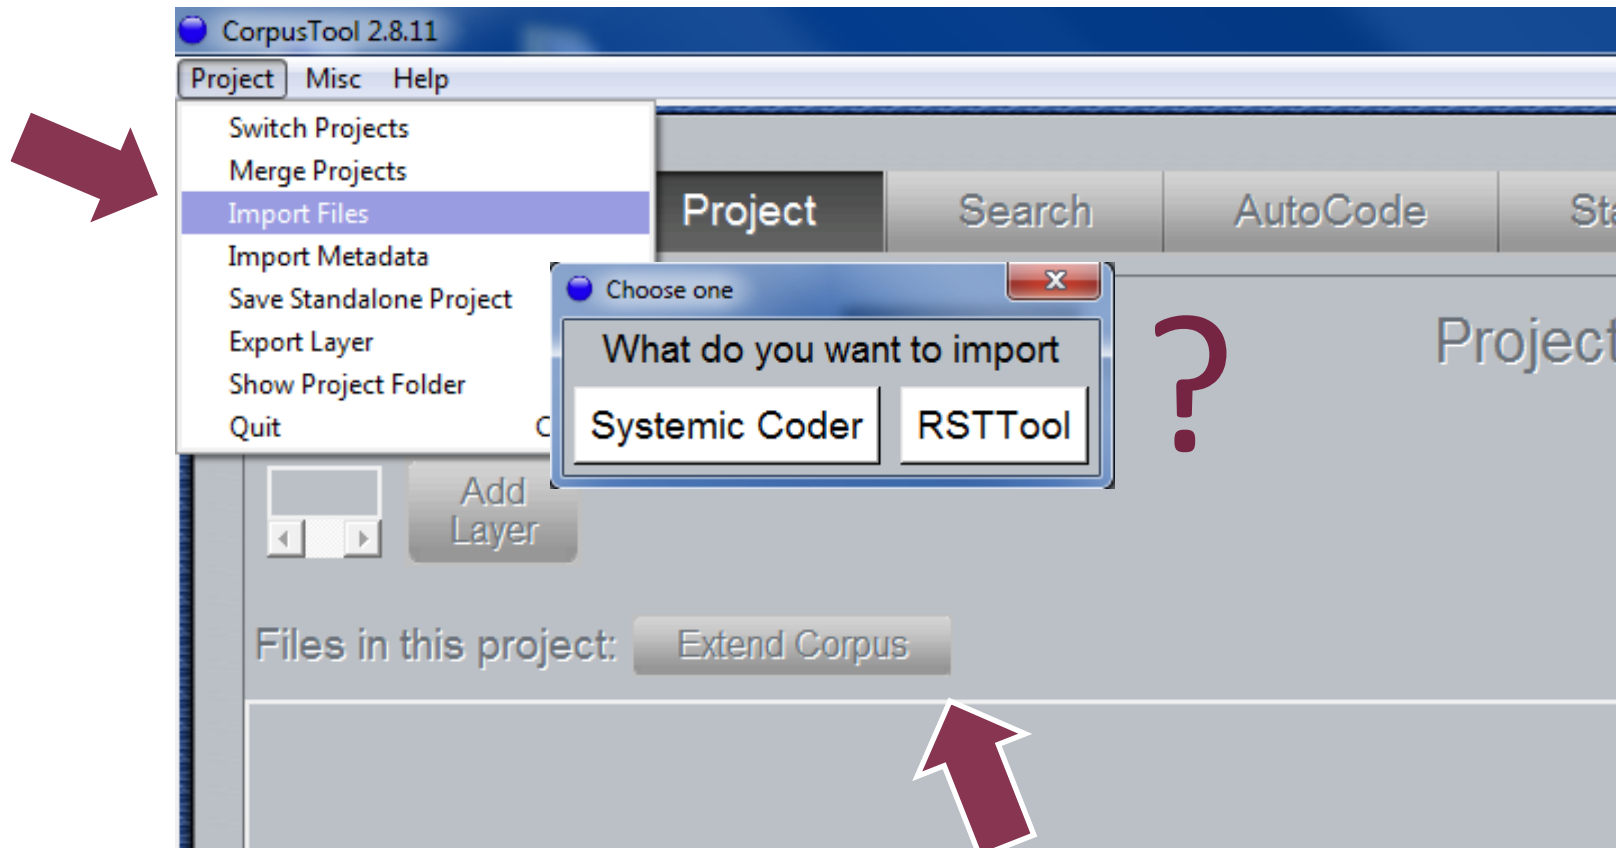 CorpusTool 2.8.11
Project Misc Help
Switch Projects
Merge Projects
Import Files
Import Metadata
Save Standalone Project
Export Layer
Show Project Folder
Quit C
Project Search AutoCode Sta
Choose one
X
What do you want to import
Systemic Coder RSTTool
?
Project
Add
Layer
Files in this project: Extend Corpus